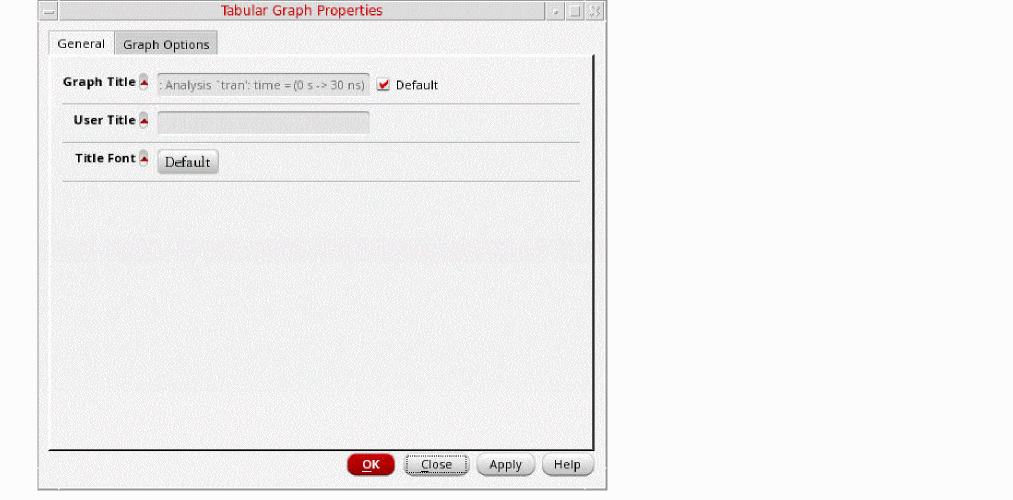 Tabular Graph Properties
General Graph Options
Graph Title : Analysis `tran': time = (0 s -> 30 ns) Default
User Title
Title Font Default
OK Close Apply Help